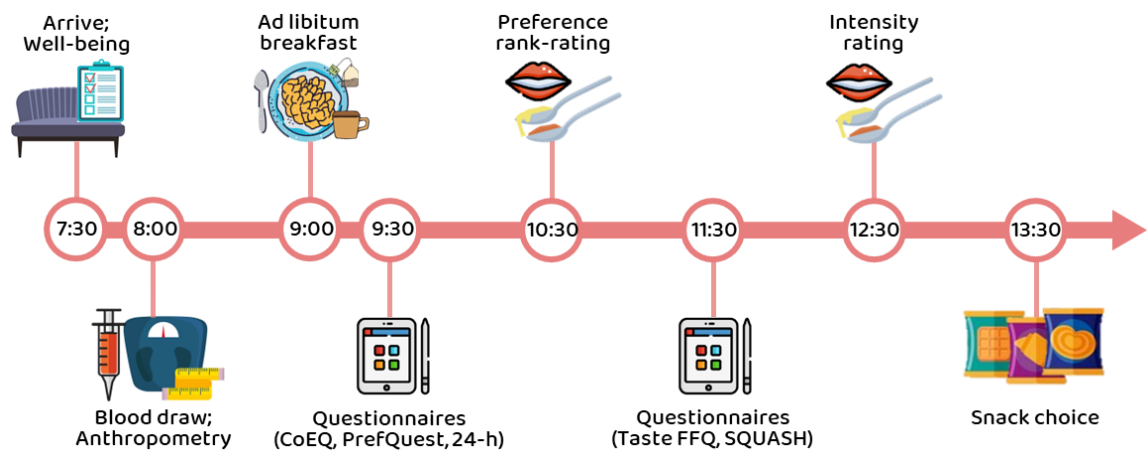 Arrive;
Well-being
Ad libitum
breakfast
Preference
rank-rating
Intensity
rating
7:30
8:00
9:00
9:30
10:30
11:30
12:30
13:30
Blood draw;
Anthropometry
Questionnaires
(CoEQ, PrefQuest, 24-h)
Questionnaires
(Taste FFQ, SQUASH)
Snack choice